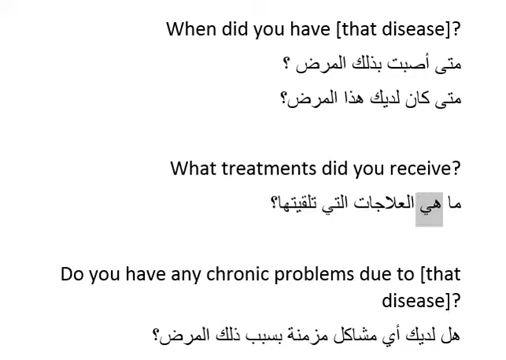 When did you have [that disease]?
متى أصبت بذلك المرض ؟
متى كان لديك هذا المرض؟
What treatments did you receive?
ما هي العلاجات التي تلقيتها؟
Do you have any chronic problems due to [that
disease]?
هل لديك أي مشاكل مزمنة بسبب ذلك المرض؟